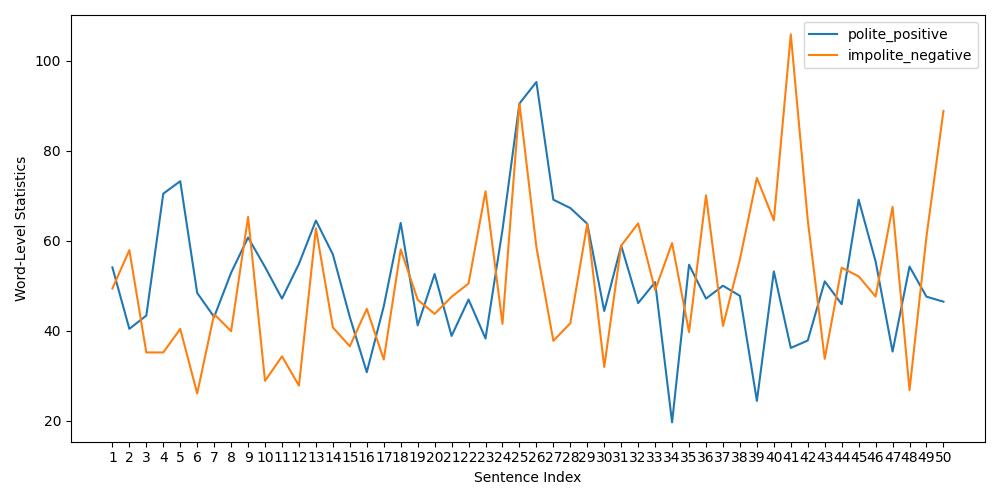 polite_positive
impolite_negative
Word-Level Statistics
100
80
60
40
20
1 2 3 4 5 6 7 8 9 10 11 12 13 14 15 16 17 18 19 20 21 22 23 24 25 26 27 28 29 30 31 32 33 34 35 36 37 38 39 40 41 42 43 44 45 46 47 48 49 50
Sentence Index